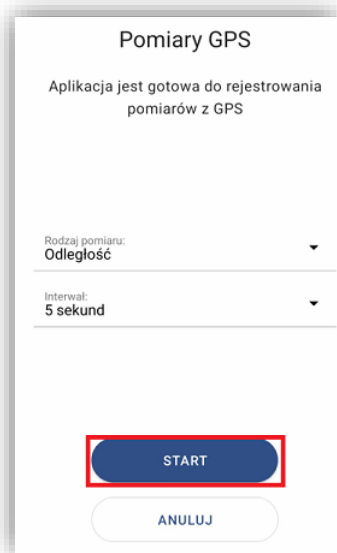 Pomiary GPS
Aplikacja jest gotowa do rejestrowania
pomiarów z GPS
Rodzaj pomiaru:
Odległość
Interwał:
5 sekund
START
ANULUJ